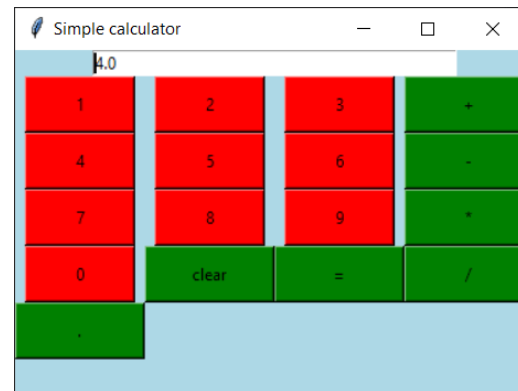 Simple calculator
4.0
1 2 3 +
4 5 6 -
7 8 9 *
0 clear = /
.